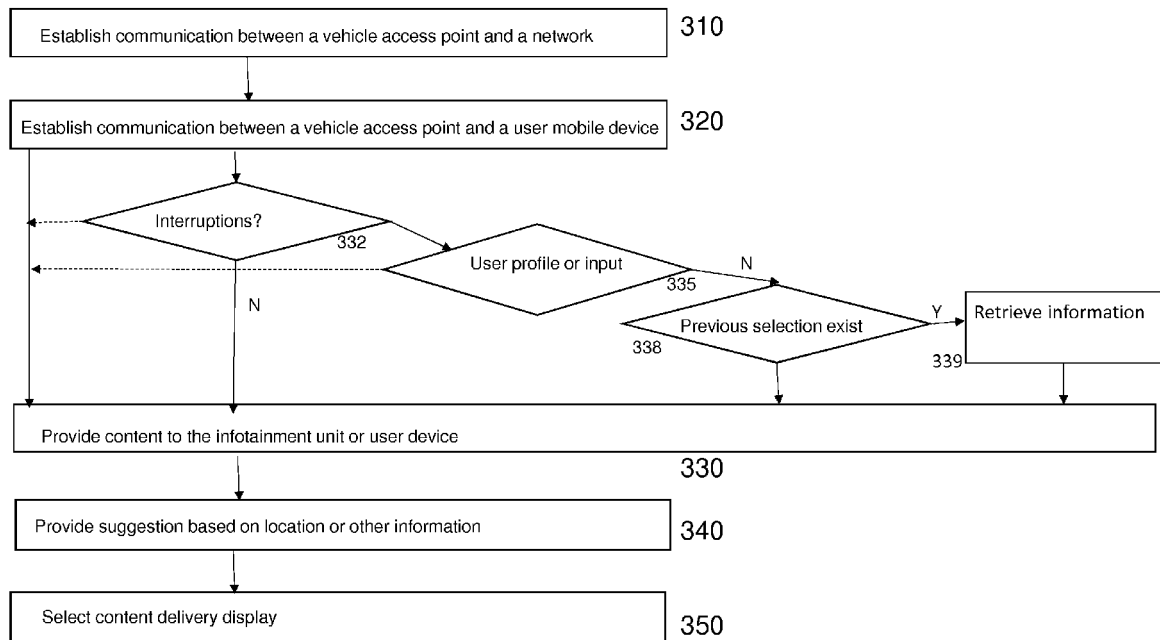 Establish communication between a vehicle access point and a network
310
Establish communication between a vehicle access point and a user mobile device
320
Interruptions?
332
User profile or input
335
N
N
Previous selection exist
338
Y
Retrieve information
339
Provide content to the infotainment unit or user device
330
Provide suggestion based on location or other information
340
Select content delivery display
350